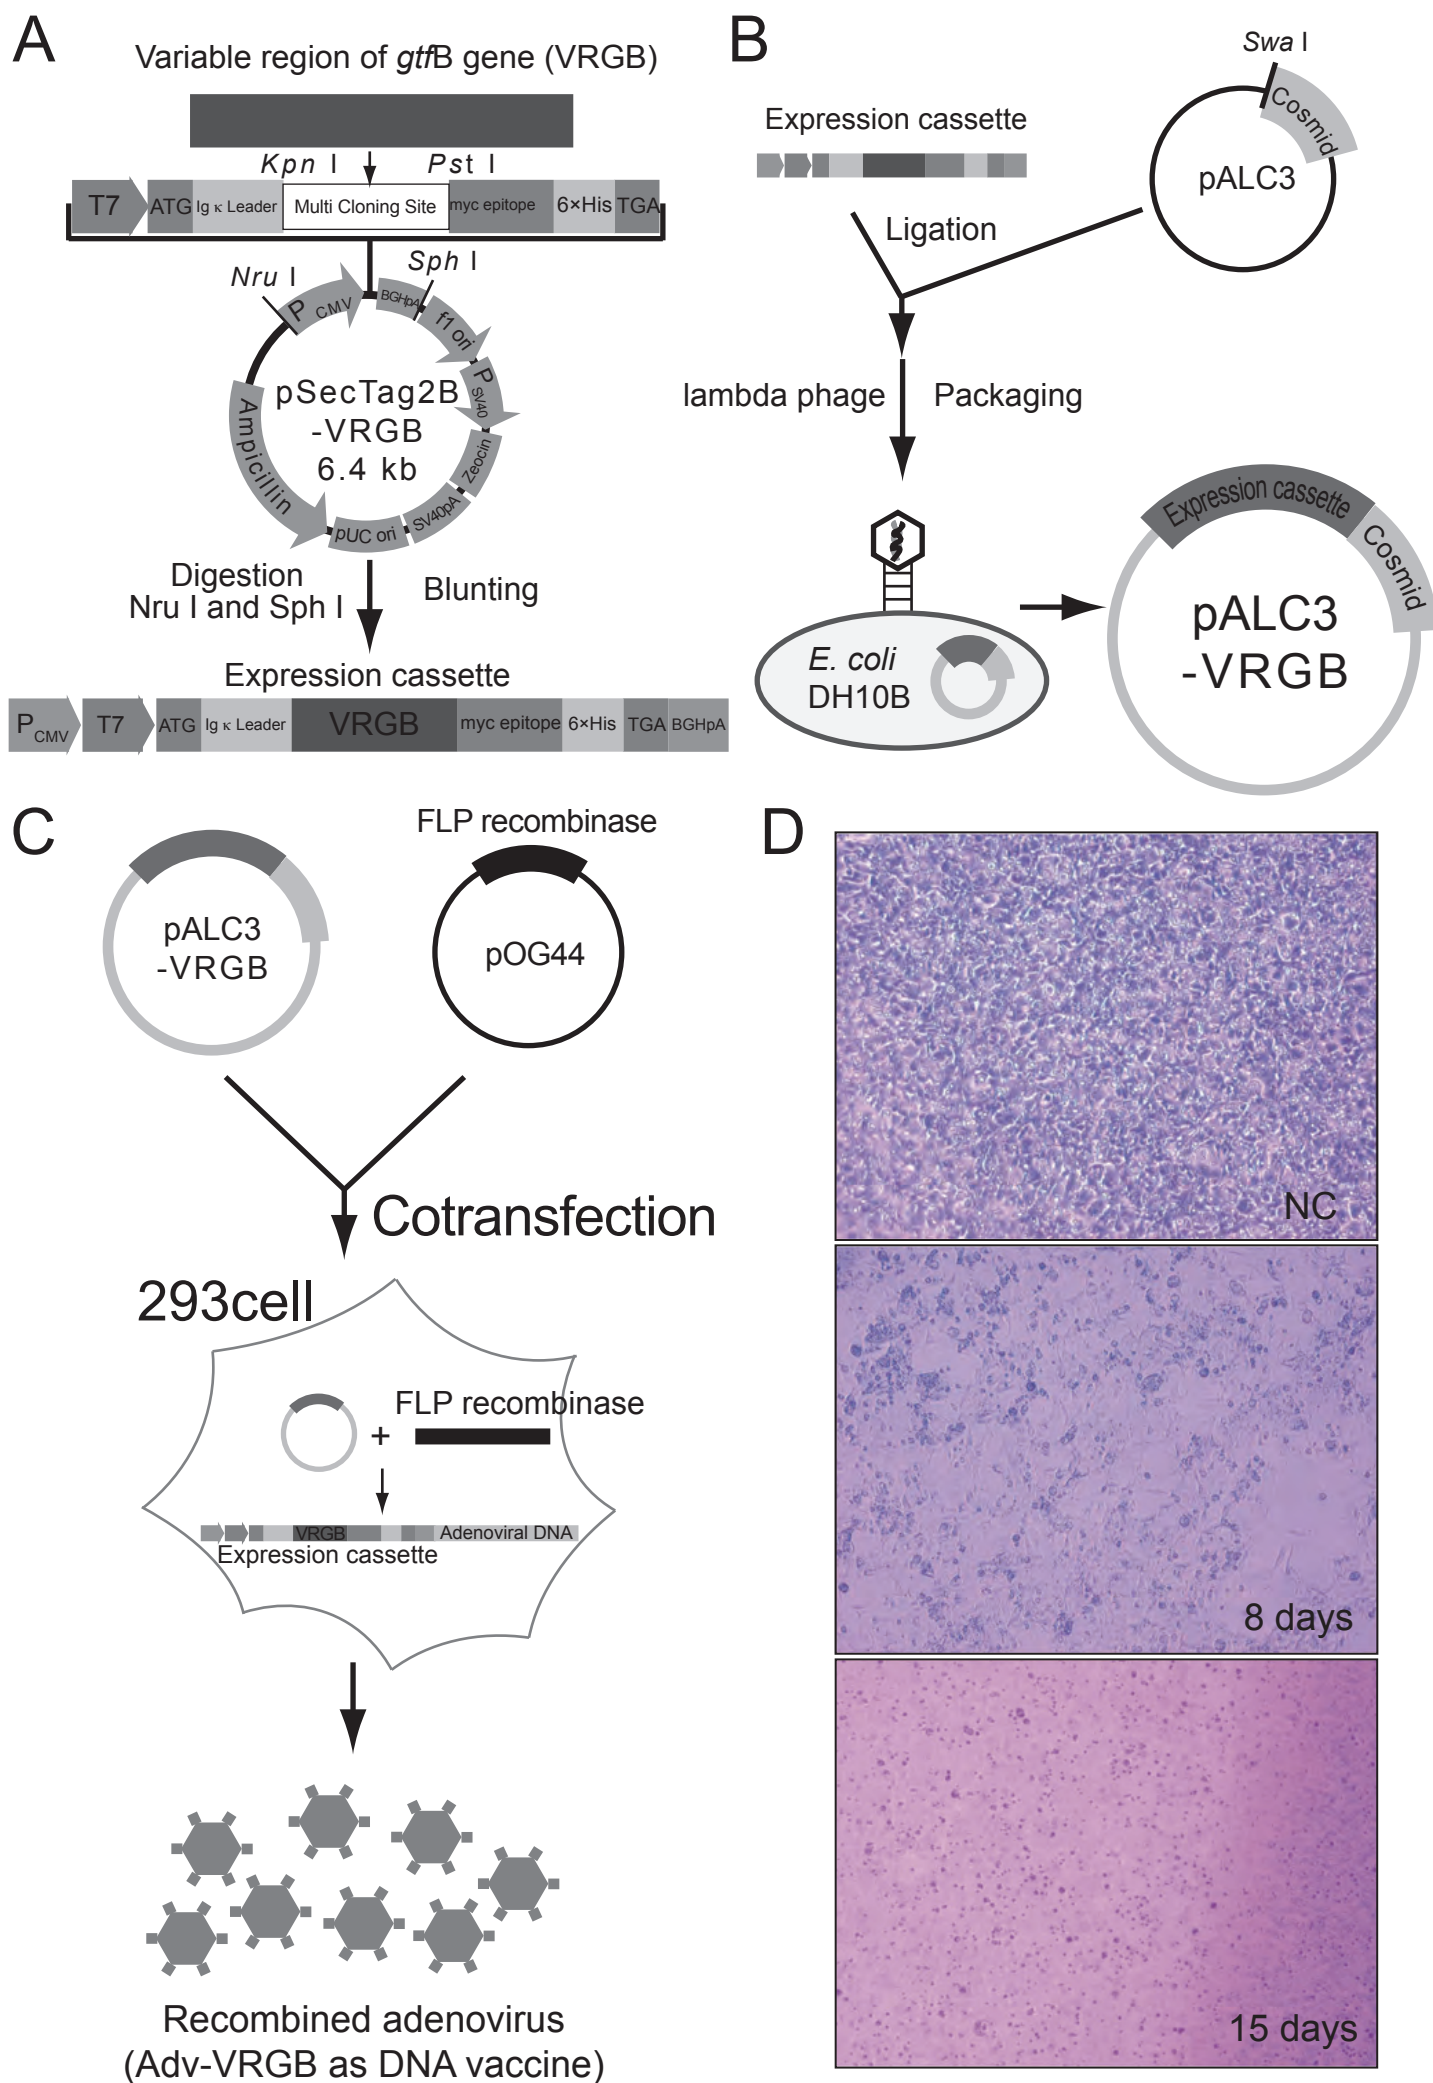 A
Variable region of gtfB gene (VRGB)
Kpn I
Pst I
T7
ATG
Ig κ Leader
Multi Cloning Site
myc epitope
6×His
TGA
Nru I
Sph I
P CMV
BGHpA
f1 ori
P SV40
Zeocin
SV40pA
pUC ori
Ampicillin
pSecTag2B
-VRGB
6.4 kb
Digestion
Nru I and Sph I
Blunting
Expression cassette
PCMV
T7
ATG
Ig κ Leader
VRGB
myc epitope
6×His
TGA
BGHpA
B
Swa I
Expression cassette
Cosmid
pALC3
Ligation
lambda phage
Packaging
E. coli
DH10B
Expression cassette
Cosmid
pALC3
-VRGB
C
FLP recombinase
pALC3
-VRGB
pOG44
Cotransfection
293cell
FLP recombinase
+
VRGB
Adenoviral DNA
Expression cassette
Recombined adenovirus
(Adv-VRGB as DNA vaccine)
D
NC
8 days
15 days